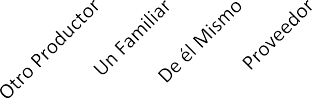 Otro Productor
Un Familiar
De él Mismo
Proveedor